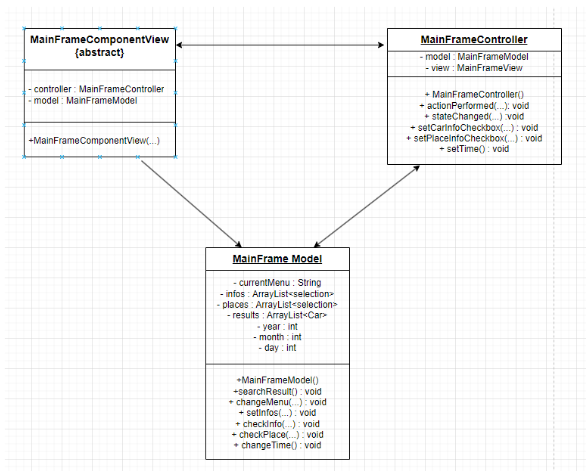 MainFrameComponentView
{abstract}
- controller : MainFrameController
- model : MainFrameModel
+MainFrameComponentView(...)
MainFrameController
- model : MainFrameModel
- view : MainFrameView
+ MainFrameController()
+ actionPerformed(...): void
+ stateChanged(...) :void
+ setCarInfoCheckbox(...) : void
+ setPlaceInfoCheckbox(...) : void
+ setTime() : void
MainFrame Model
- currentMenu : String
- infos : ArrayList<selection>
- places : ArrayList<selection>
- results : ArrayList<Car>
- year : int
- month : int
- day : int
+MainFrameModel()
+searchResult() : void
+ changeMenu(...) : void
+ setInfos(...) : void
+ checkInfo(...) : void
+ checkPlace(...) : void
+ changeTime() : void